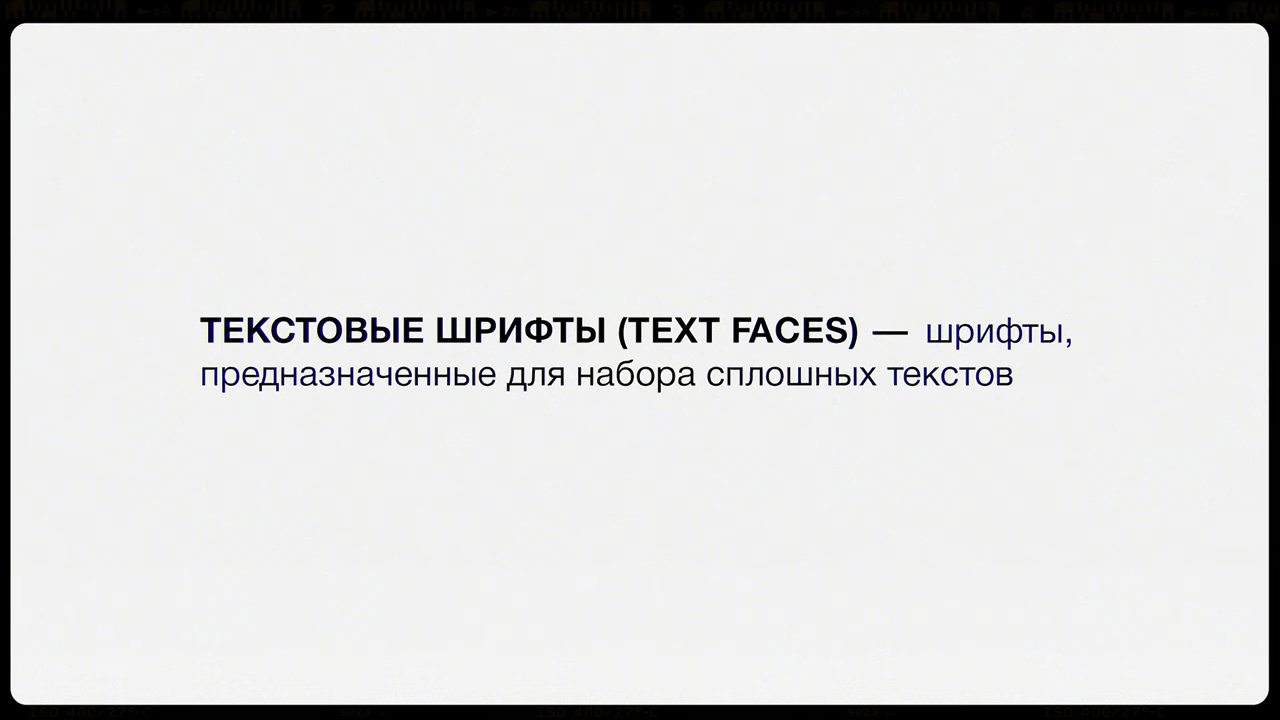 ТЕКСТОВЫЕ ШРИФТЫ (TEXT FACES) — шрифты,
предназначенные для набора сплошных текстов